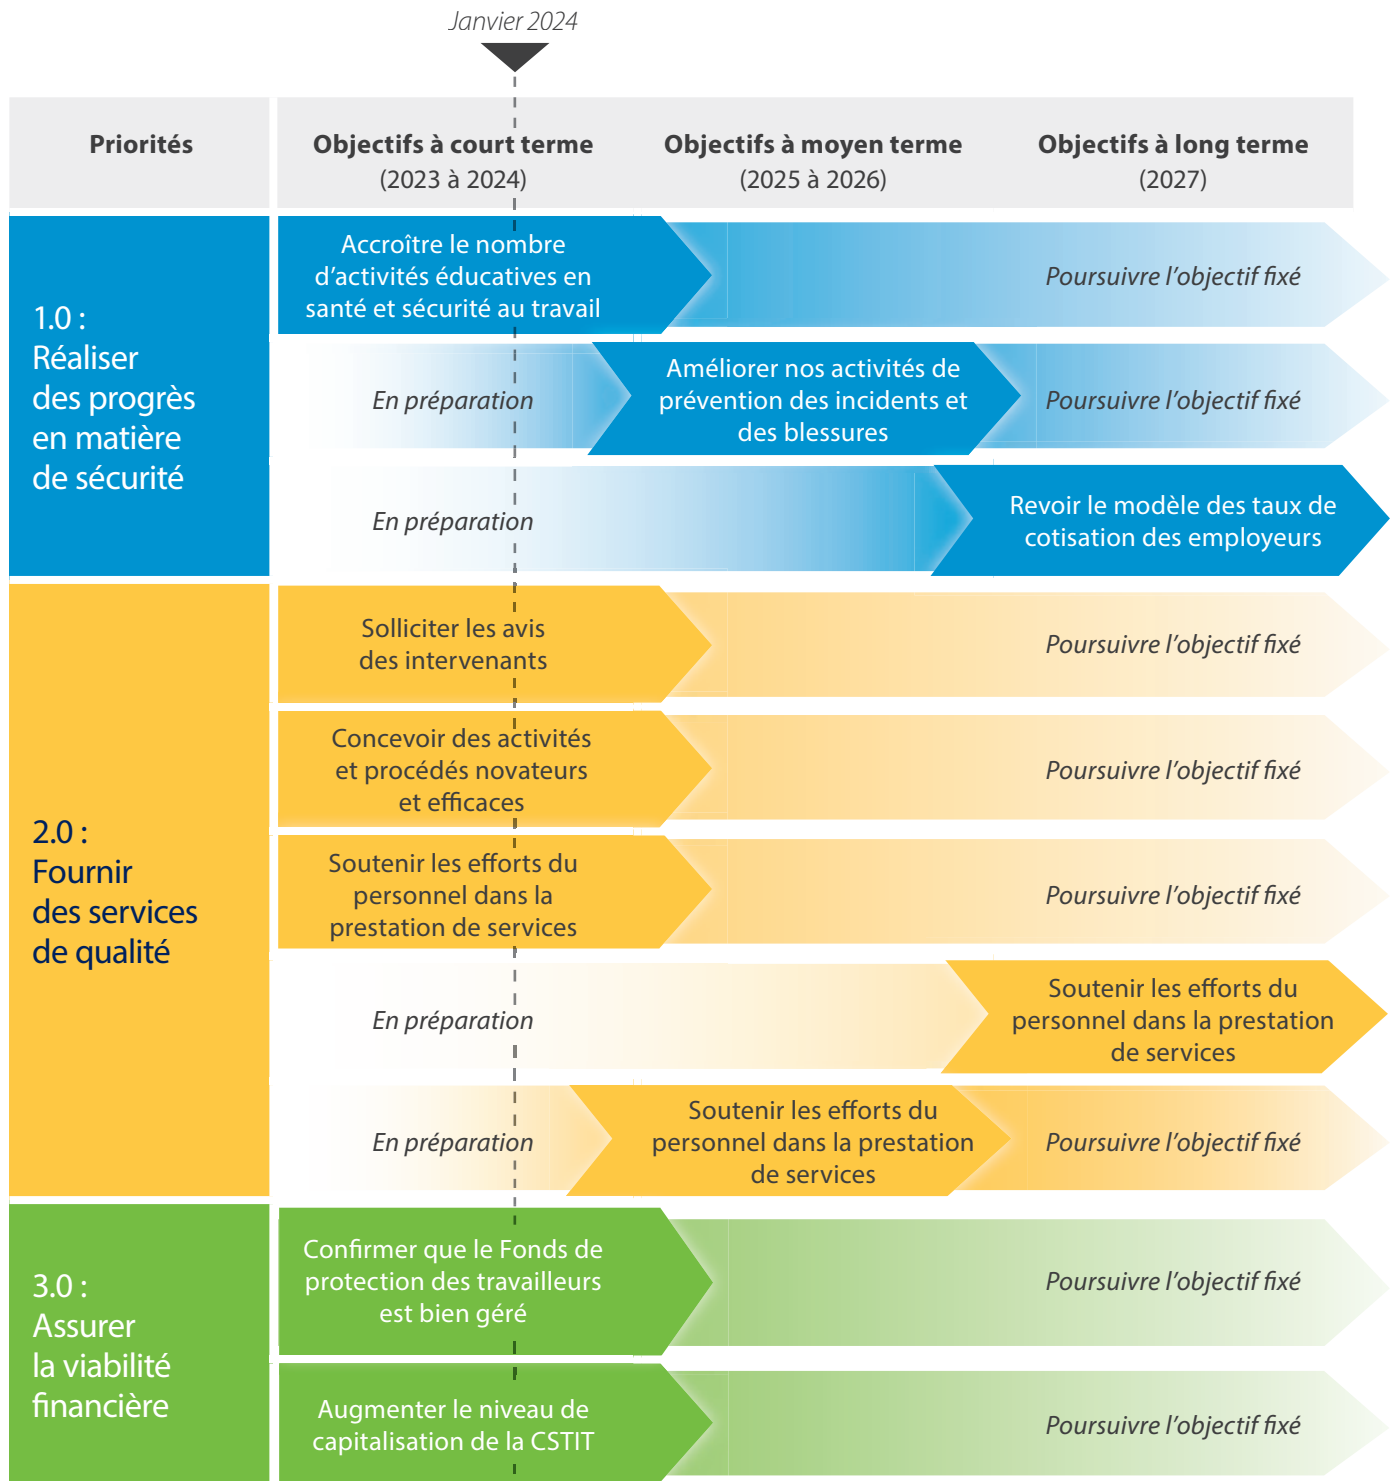 Janvier 2024
Priorités
Objectifs à court terme
(2023 à 2024)
Objectifs à moyen terme
(2025 à 2026)
Objectifs à long terme
(2027)
1.0 :
Réaliser
des progrès
en matière
de sécurité
Accroître le nombre
d’activités éducatives en
santé et sécurité au travail
Poursuivre l’objectif fixé
En préparation
Améliorer nos activités de
prévention des incidents et
des blessures
Poursuivre l’objectif fixé
En préparation
Revoir le modèle des taux de
cotisation des employeurs
2.0 :
Fournir
des services
de qualité
Solliciter les avis
des intervenants
Poursuivre l’objectif fixé
Concevoir des activités
et procédés novateurs
et efficaces
Poursuivre l’objectif fixé
Soutenir les efforts du
personnel dans la
prestation de services
Poursuivre l’objectif fixé
En préparation
Soutenir les efforts du
personnel dans la prestation
de services
En préparation
Soutenir les efforts du
personnel dans la prestation
de services
Poursuivre l’objectif fixé
3.0 :
Assurer
la viabilité
financière
Confirmer que le Fonds de
protection des travailleurs
est bien géré
Poursuivre l’objectif fixé
Augmenter le niveau de
capitalisation de la CSTIT
Poursuivre l’objectif fixé